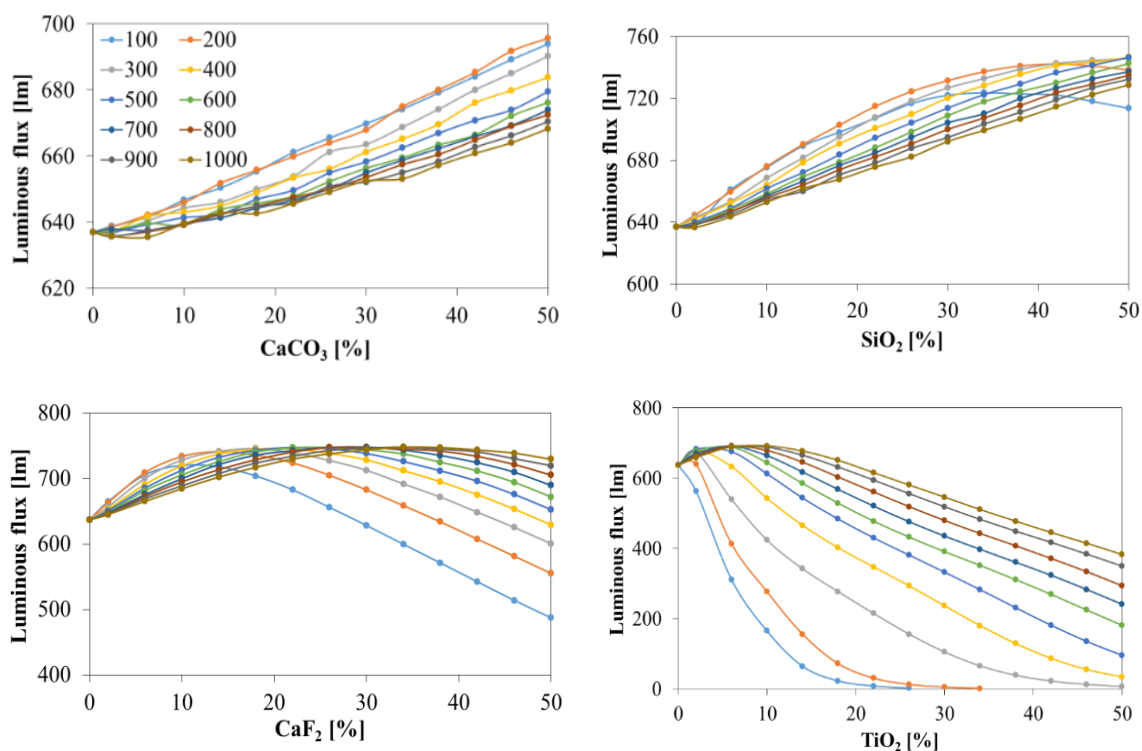 700
680
660
640
620
Luminous flux [lm]
100 200
300 400
500 600
700 800
900 1000
0 10 20 30 40 50
CaCO₃ [%]
760
720
680
640
600
Luminous flux [lm]
0 10 20 30 40 50
SiO₂ [%]
800
700
600
500
400
Luminous flux [lm]
0 10 20 30 40 50
CaF₂ [%]
800
600
400
200
0
Luminous flux [lm]
0 10 20 30 40 50
TiO₂ [%]